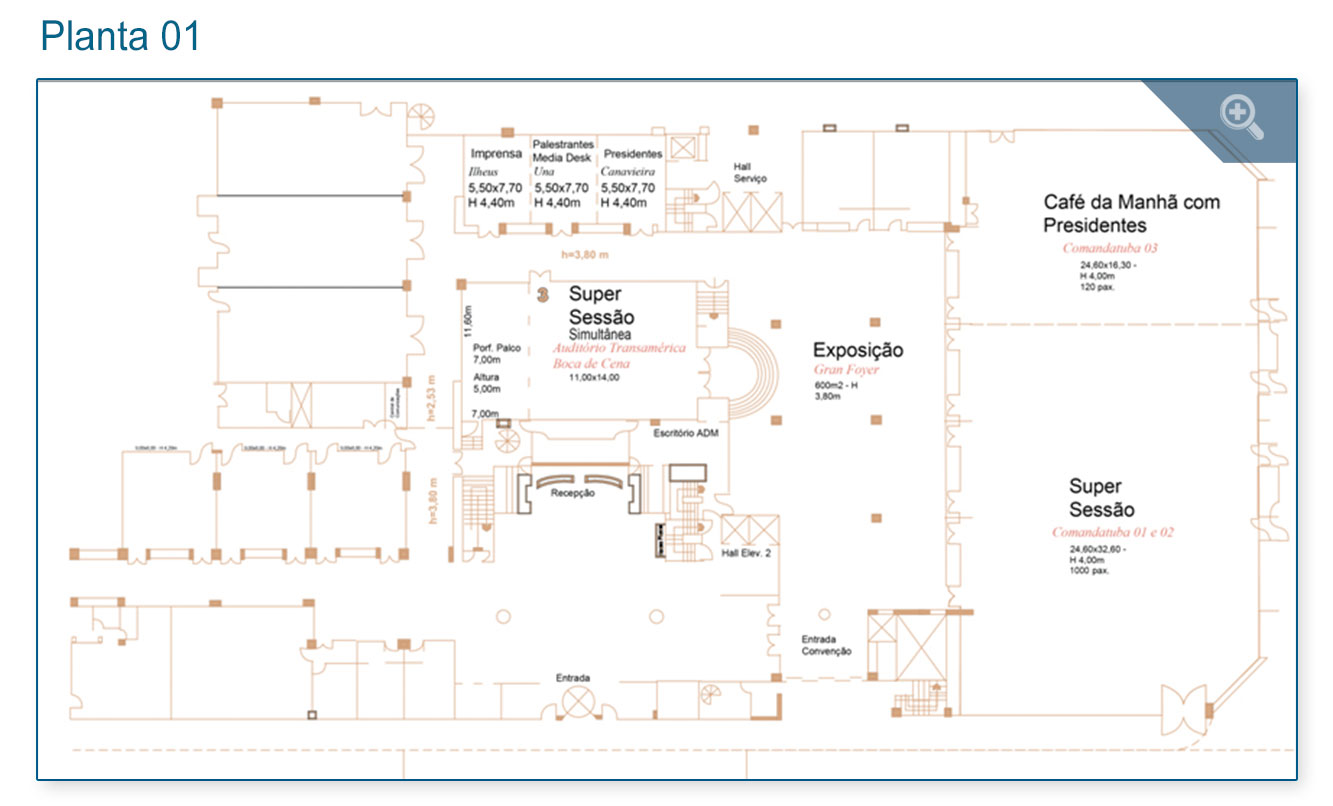 Planta 01
Imprensa
Ilheus
5,50x7,70
H 4,40m
Palestrantes
Media Desk
Una
5,50x7,70
H 4,40m
Presidentes
Canavieira
5,50x7,70
H 4,40m
Hall
Serviço
Café da Manhã com
Presidentes
Comandatuba 03
24,60x16,30 -
H 4,00m
120 pax.
h=3,80 m
3
Super
Sessão
Simultânea
Auditório Transamérica
Boca de Cena
11,00x14,00
11,60m
Porf. Palco
7,00m
Altura
5,00m
7,00m
Exposição
Gran Foyer
600m2 - H
3,80m
h=2,53 m
Central de
Comunicações
Escritório ADM
h=3,80 m
Recepção
Hall Elev. 2
Super
Sessão
Comandatuba 01 e 02
24,60x32,60 -
H 4,00m
1000 pax.
Entrada
Convenção
Entrada